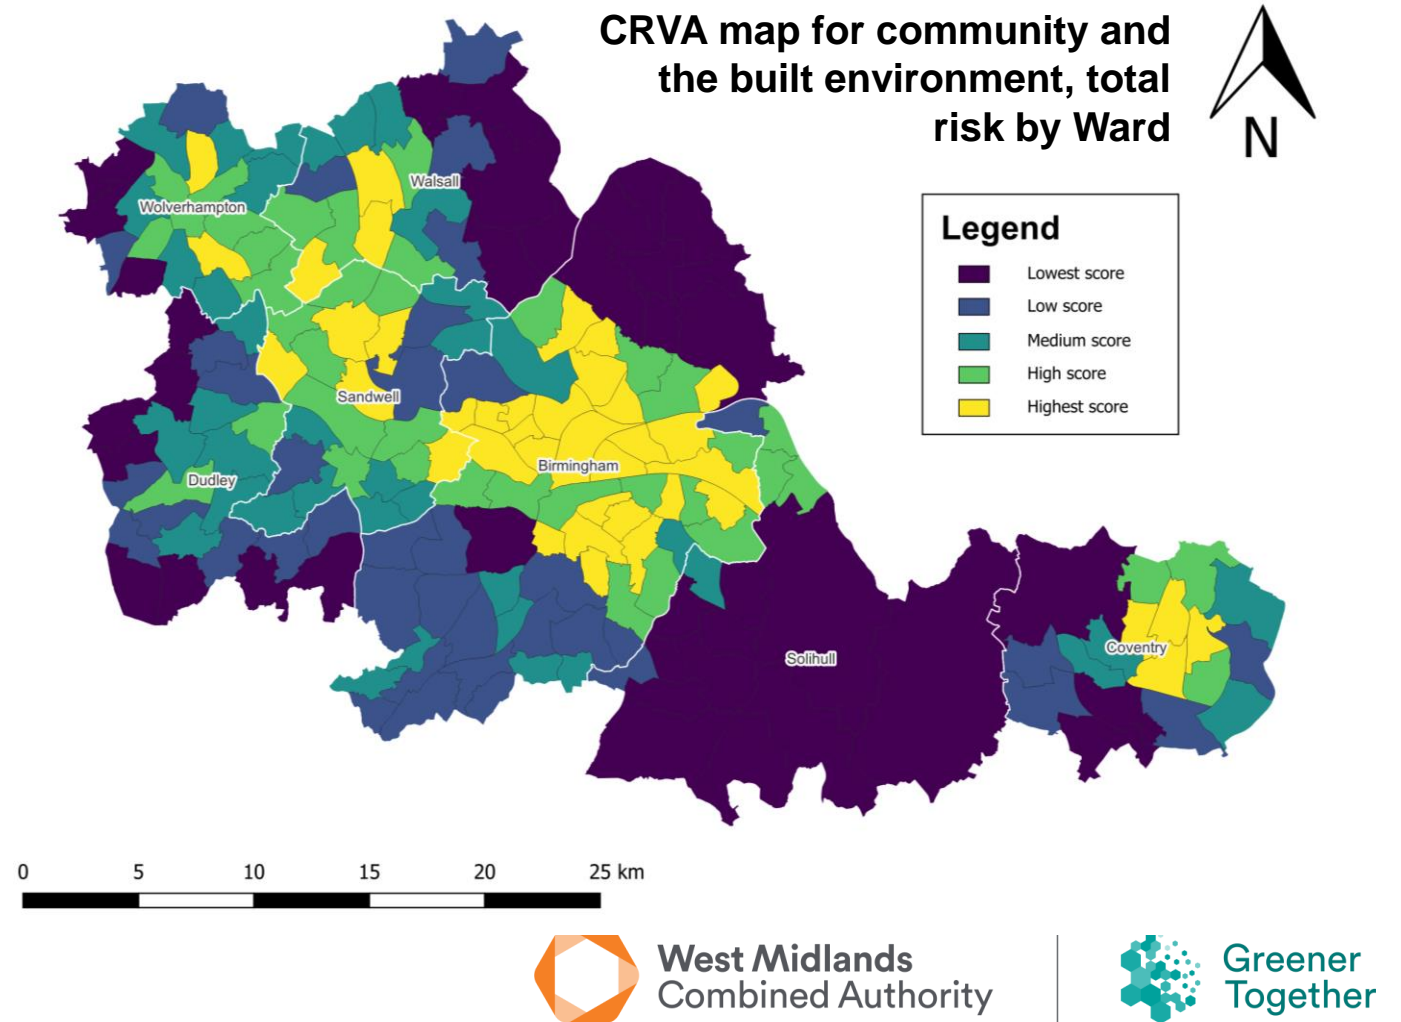 CRVA map for community and
the built environment, total
risk by Ward
N
Legend
Lowest score
Low score
Medium score
High score
Highest score
Walsall
Wolverhampton
Sandwell
Birmingham
Dudley
Coventry
Solihull
0 5 10 15 20 25 km
West Midlands
Combined Authority
Greener
Together